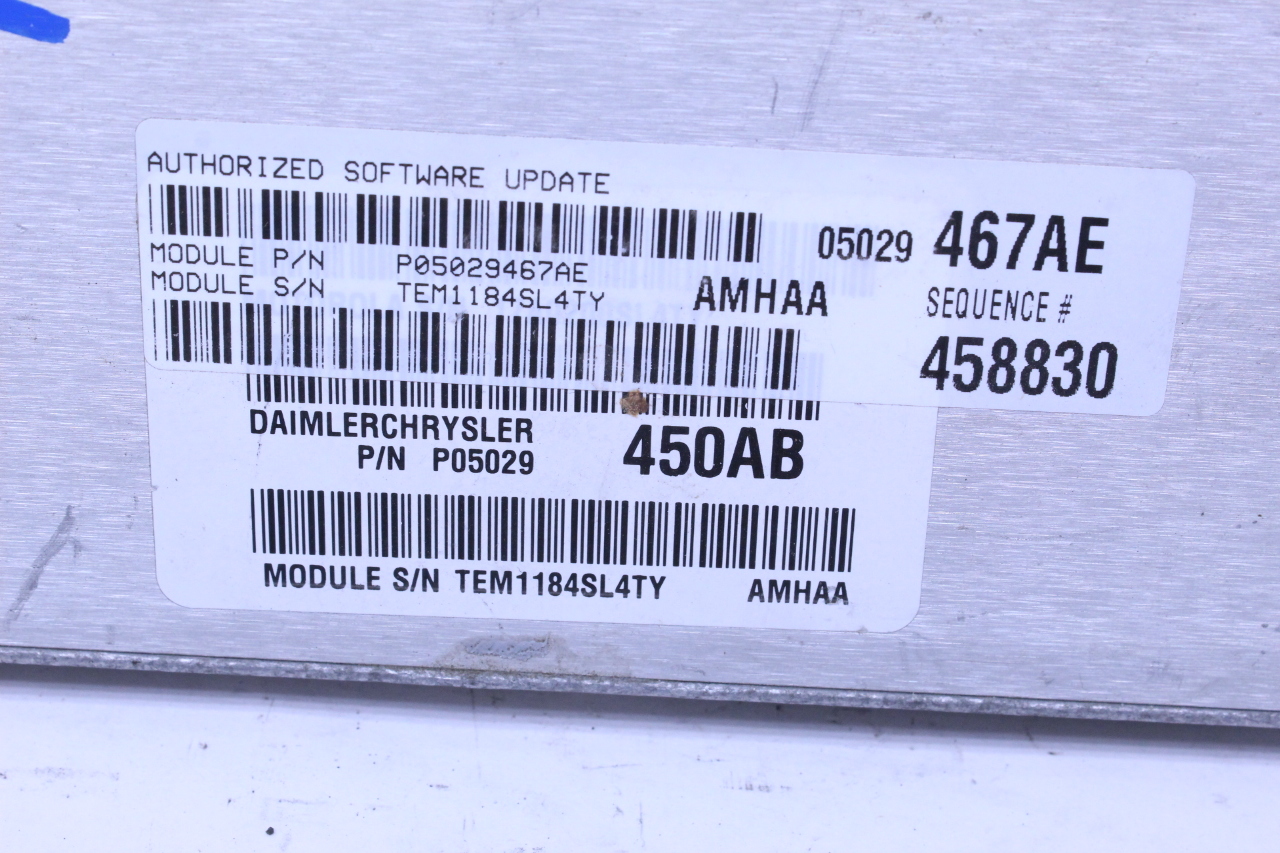 AUTHORIZED SOFTWARE UPDATE
05029 467AE
MODULE P/N P05029467AE
MODULE S/N TEM1184SL4TY AMHAA
SEQUENCE #
458830
DAIMLERCHRYSLER
P/N P05029 450AB
MODULE S/N TEM1184SL4TY AMHAA